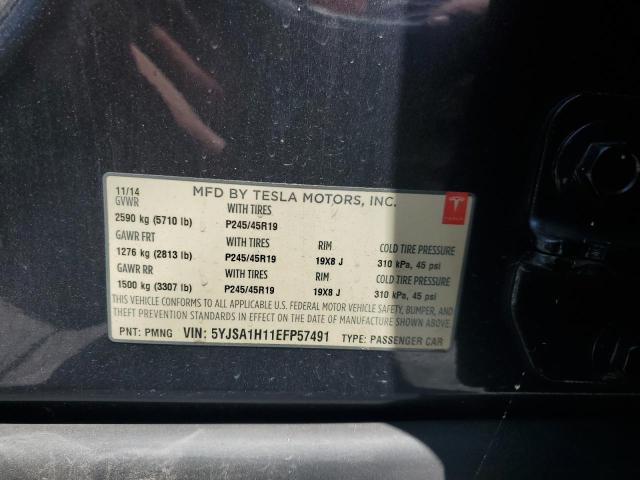 11/14
MFD BY TESLA MOTORS, INC.
GVWR WITH TIRES
2590 kg (5710 lb) P245/45R19
GAWR FRT WITH TIRES RIM COLD TIRE PRESSURE
1276 kg (2813 lb) P245/45R19 19X8 J 310 kPa, 45 psi
GAWR RR WITH TIRES RIM COLD TIRE PRESSURE
1500 kg (3307 lb) P245/45R19 19X8 J 310 kPa, 45 psi
THIS VEHICLE CONFORMS TO ALL APPLICABLE U.S. FEDERAL MOTOR VEHICLE SAFETY, BUMPER, AND
THEFT PREVENTION STANDARDS IN EFFECT ON THE DATE OF MANUFACTURE SHOWN ABOVE.
PNT: PMNG VIN: 5YJSA1H11EFP57491 TYPE: PASSENGER CAR
TESLA